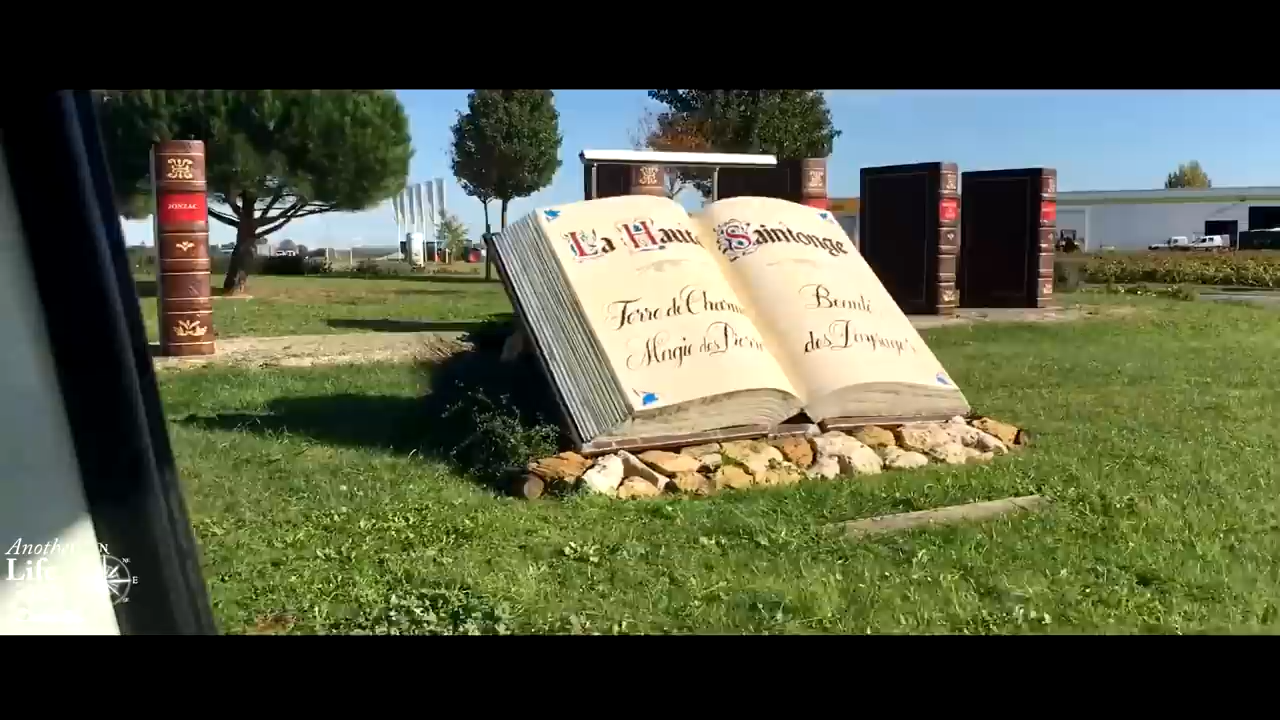 JONZAC
La Haute Saintonge
Terre de Charme
Magie des Pierres
Beauté
des Paysages
Another
Life
E